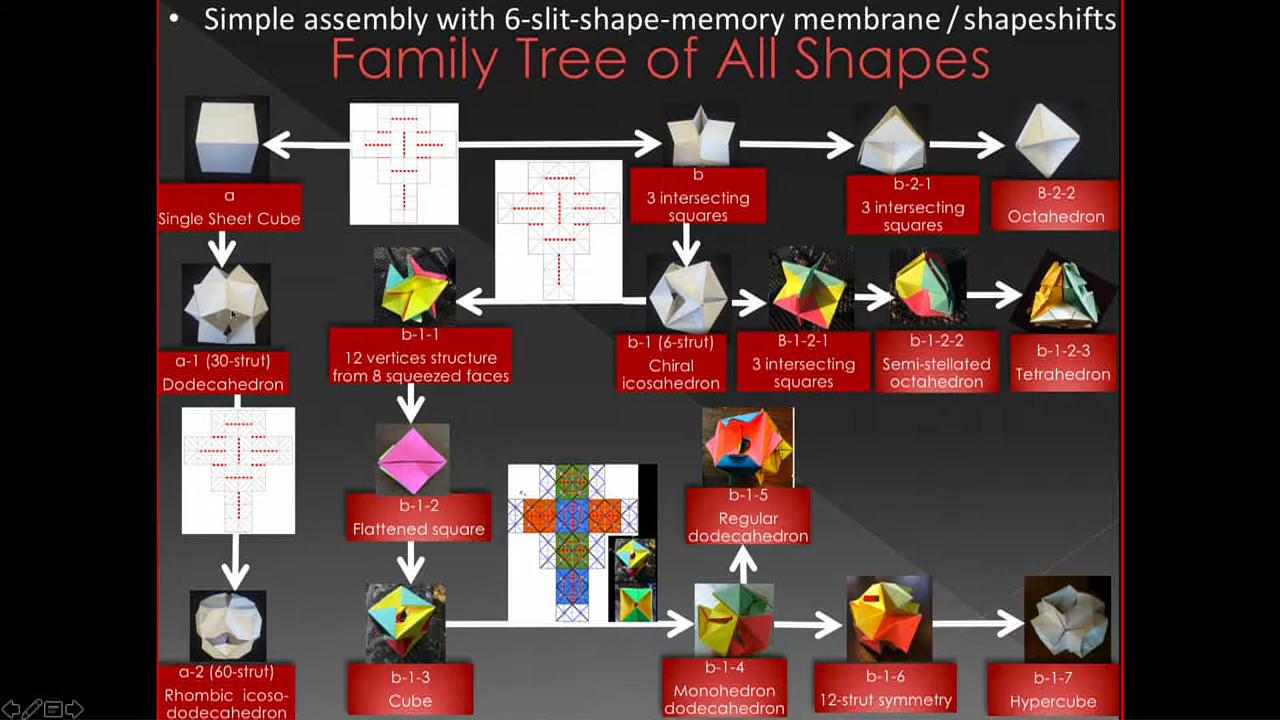 • Simple assembly with 6-slit-shape-memory membrane / shapeshifts
Family Tree of All Shapes
a
Single Sheet Cube
b
3 intersecting
squares
b-2-1
3 intersecting
squares
B-2-2
Octahedron
a-1 (30-strut)
Dodecahedron
b-1-1
12 vertices structure
from 8 squeezed faces
b-1 (6-strut)
Chiral
icosahedron
B-1-2-1
3 intersecting
squares
b-1-2-2
Semi-stellated
octahedron
b-1-2-3
Tetrahedron
b-1-2
Flattened square
b-1-5
Regular
dodecahedron
a-2 (60-strut)
Rhombic icoso-
dodecahedron
b-1-3
Cube
b-1-4
Monohedron
dodecahedron
b-1-6
12-strut symmetry
b-1-7
Hypercube